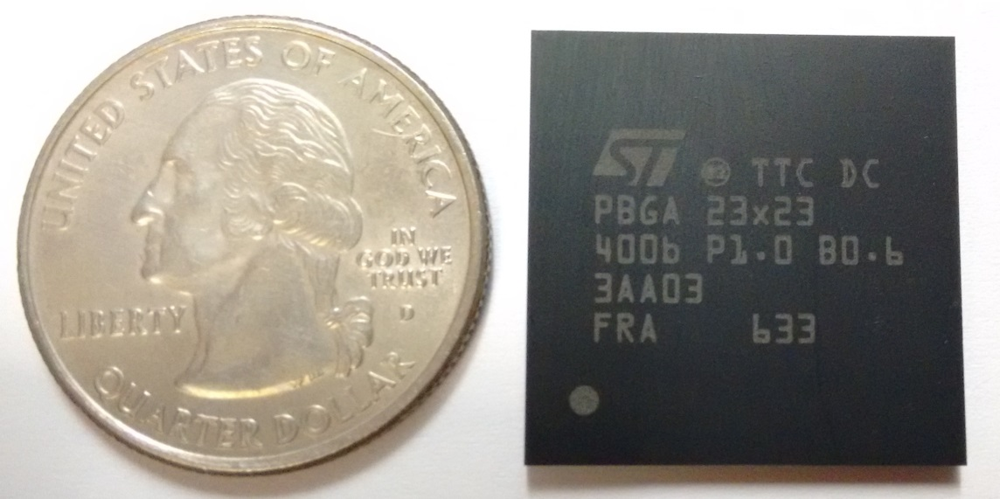 UNITED STATES OF AMERICA
IN
GOD WE
TRUST
D
LIBERTY
QUARTER DOLLAR
ST TTC DC
PBGA 23x23
400b P1.0 B0.6
3AA03
FRA 633